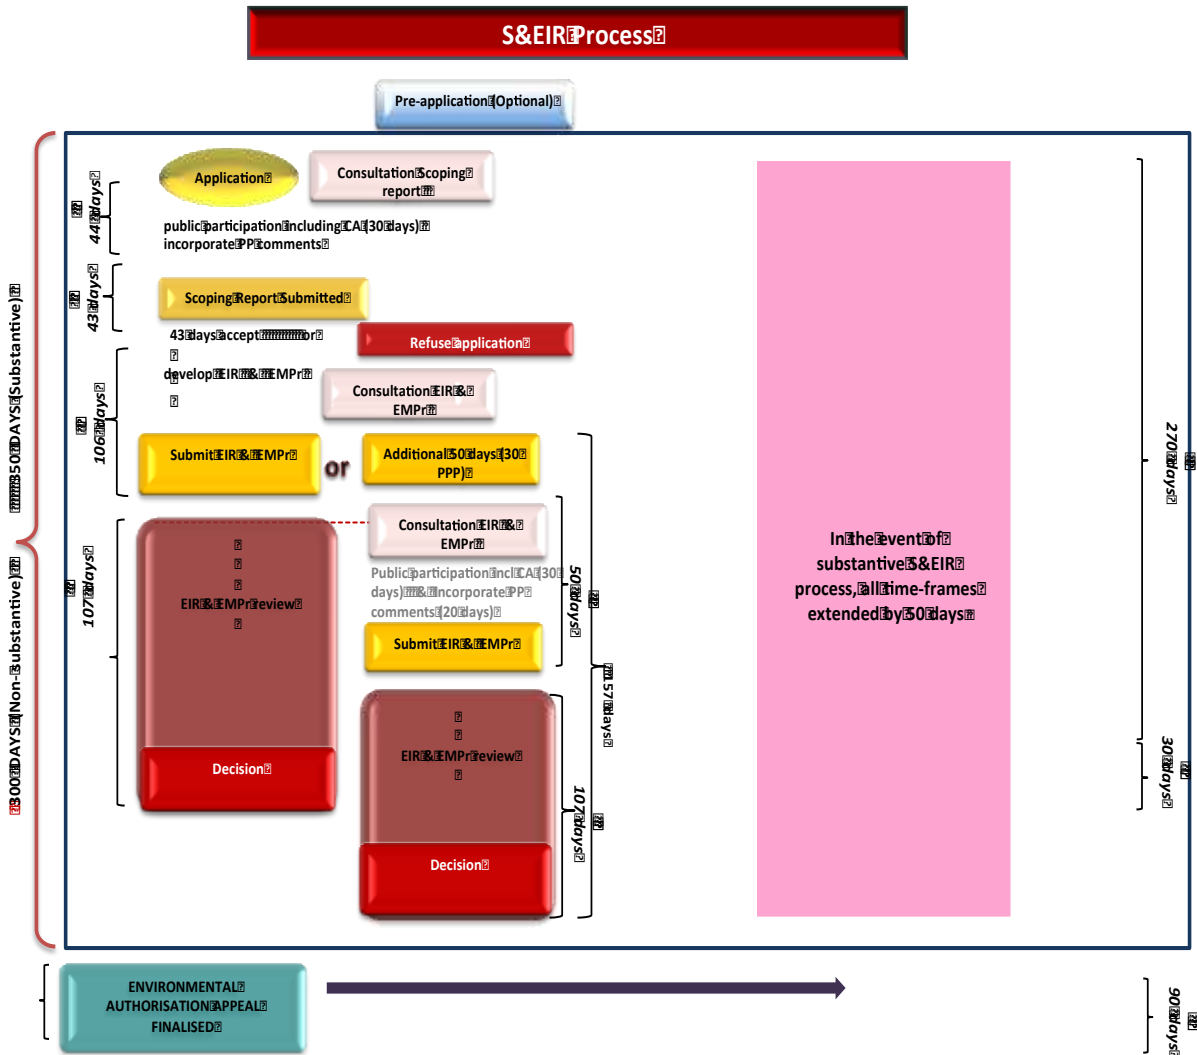 S&EIR Process
Pre-application (Optional)
Application
Consultation Scoping
report
public participation including CA (30 days)
incorporate PP comments
44 days
43 days
Scoping Report Submitted
43 days accept or
Refuse application
develop EIR & EMPr
Consultation EIR &
EMPr
106 days
Submit EIR & EMPr
or
Additional 50 days (30
PPP)
Consultation EIR &
EMPr
Public participation incl CA (30
days) & Incorporate PP
comments (20 days)
Submit EIR & EMPr
50 days
EIR & EMPr review
Decision
107 days
EIR & EMPr review
Decision
107 days
157 days
300 DAYS (Non- substantive)
350 DAYS (Substantive)
In the event of
substantive S&EIR
process, all time-frames
extended by 50 days
270 days
30 days
ENVIRONMENTAL
AUTHORISATION APPEAL
FINALISED
90 days